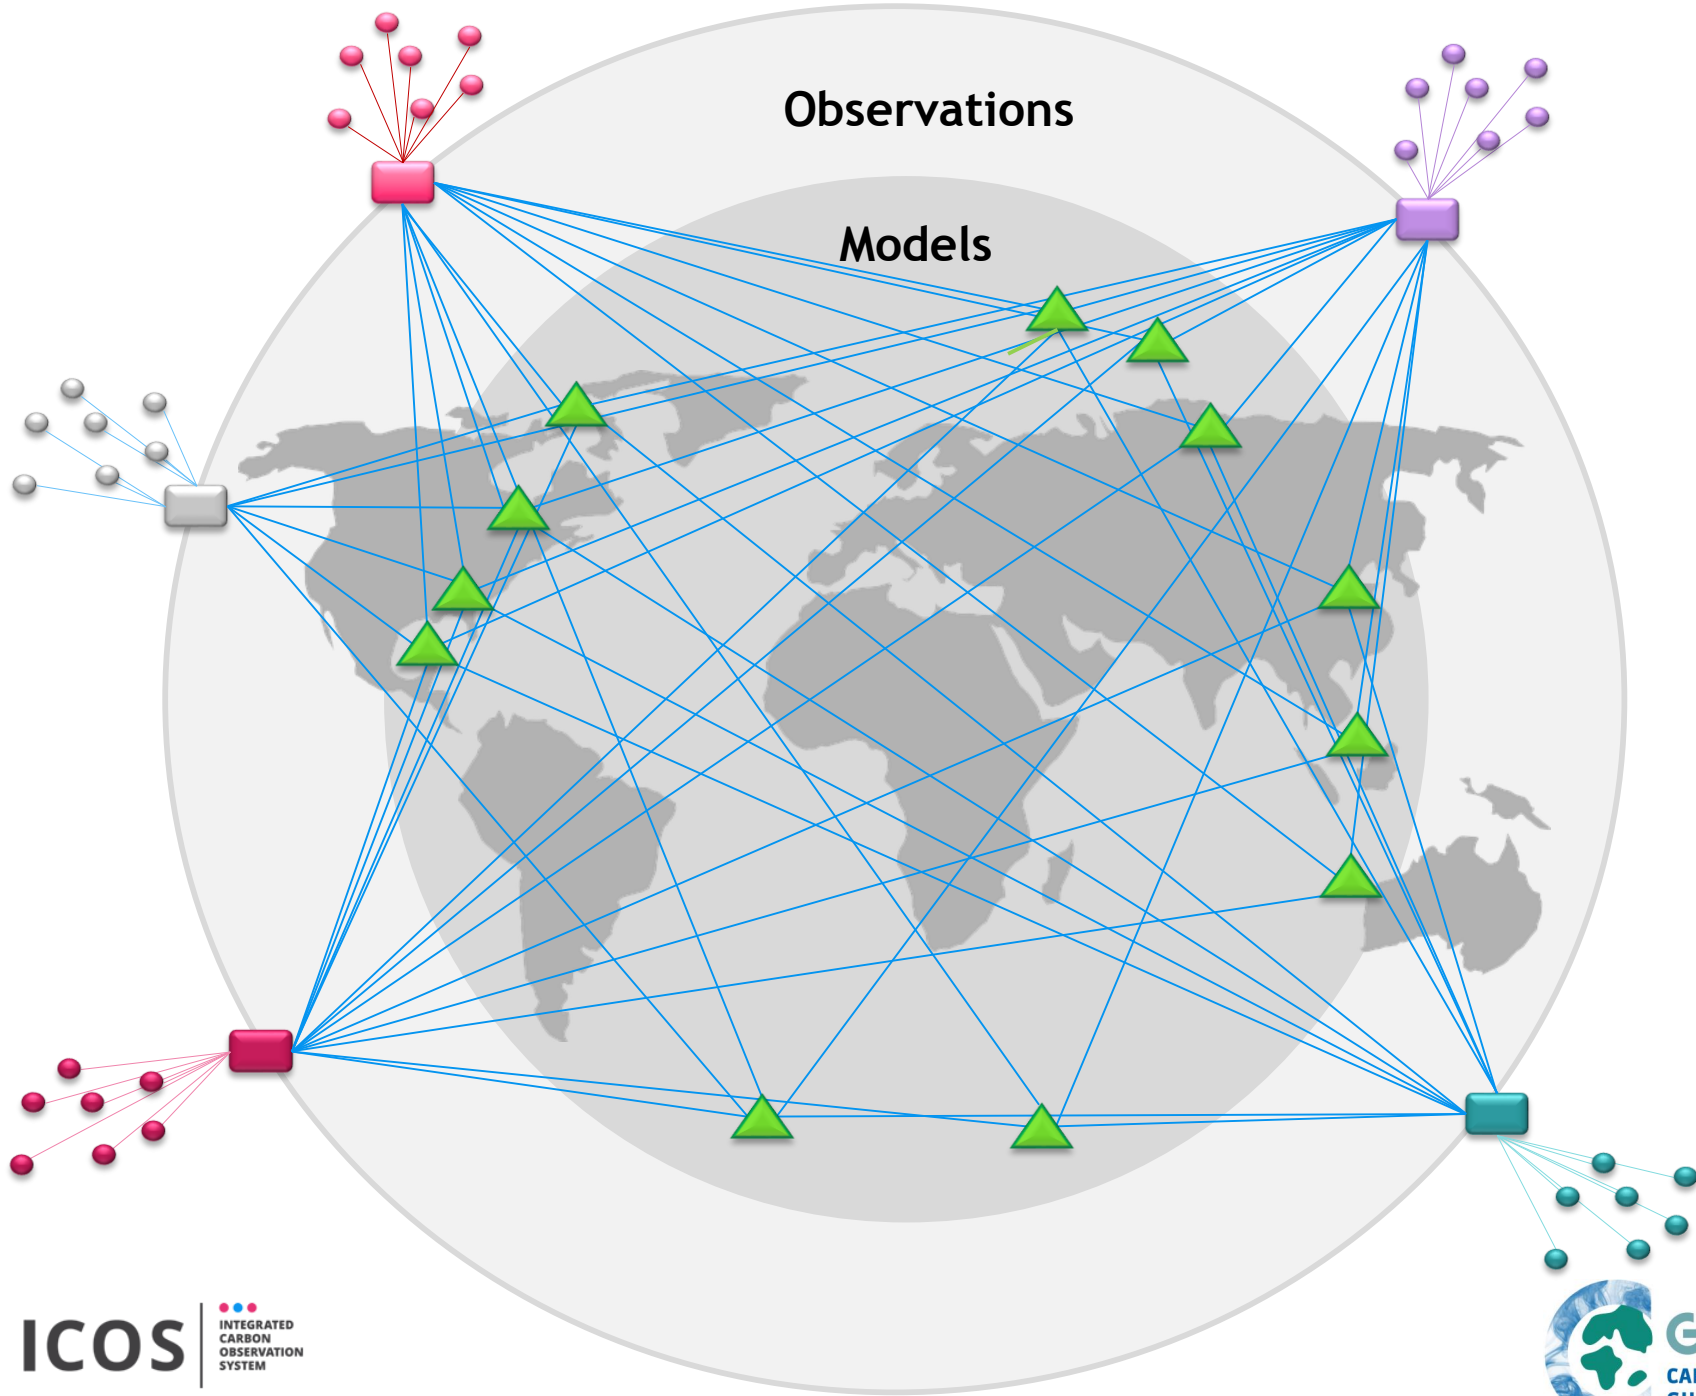 Observations
Models
ICOS
INTEGRATED
CARBON
OBSERVATION
SYSTEM